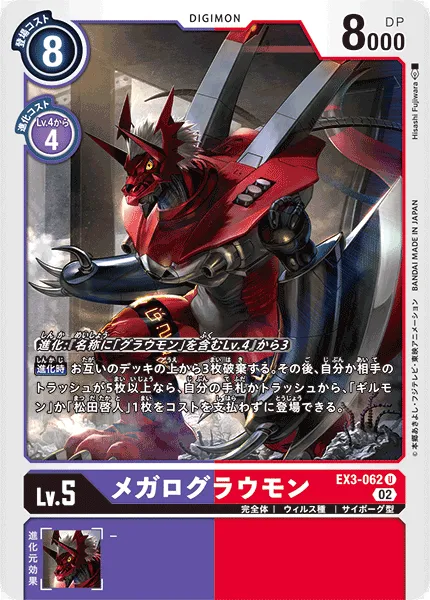 登場コスト
8
DIGIMON
8000
DP
進化コスト
Lv.4から
4
Hisashi Fujiwara
BANDAI MADE IN JAPAN
©本郷あきよし・フジテレビ・東映アニメーション
進化:「名称に「グラウモン」を含むLv.4」から3
進化時 お互いのデッキの上から3枚破棄する。その後、自分か相手の
トラッシュが5枚以上なら、自分の手札かトラッシュから、「ギルモ
ン」か「松田啓人」1枚をコストを支払わずに登場できる。
Lv.5
メガログラウモン
EX3-062 U
02
完全体 | ウィルス種 | サイボーグ型
進化元効果
-